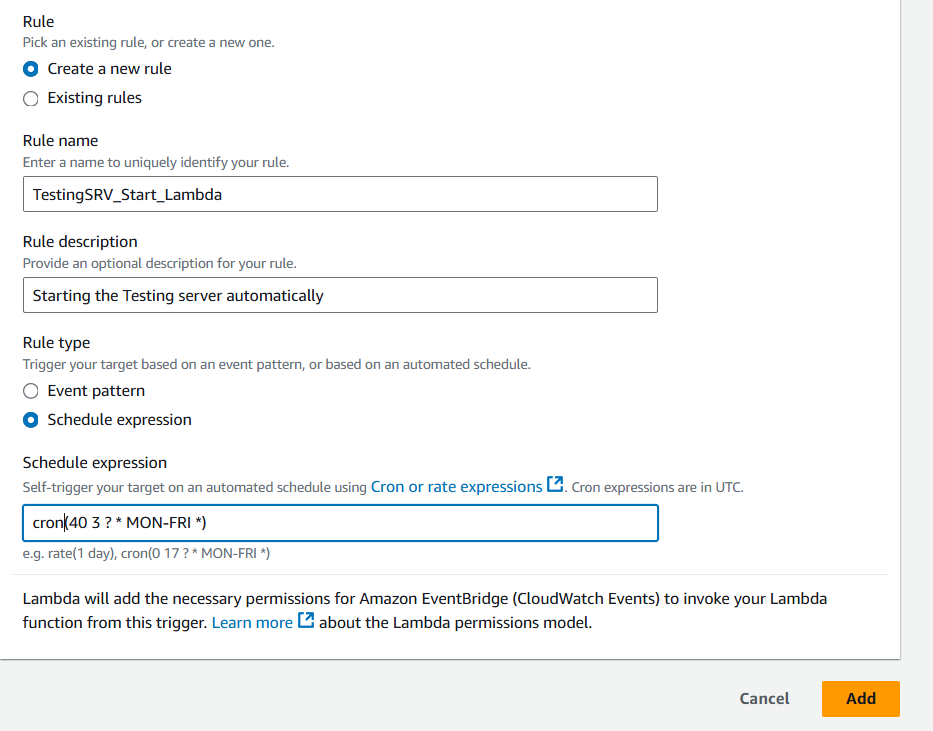 Rule
Pick an existing rule, or create a new one.
Create a new rule
Existing rules
Rule name
Enter a name to uniquely identify your rule.
TestingSRV_Start_Lambda
Rule description
Provide an optional description for your rule.
Starting the Testing server automatically
Rule type
Trigger your target based on an event pattern, or based on an automated schedule.
Event pattern
Schedule expression
Schedule expression
Self-trigger your target on an automated schedule using Cron or rate expressions. Cron expressions are in UTC.
cron(40 3 ? * MON-FRI *)
e.g. rate(1 day), cron(0 17 ? * MON-FRI *)
Lambda will add the necessary permissions for Amazon EventBridge (CloudWatch Events) to invoke your Lambda
function from this trigger. Learn more about the Lambda permissions model.
Cancel
Add